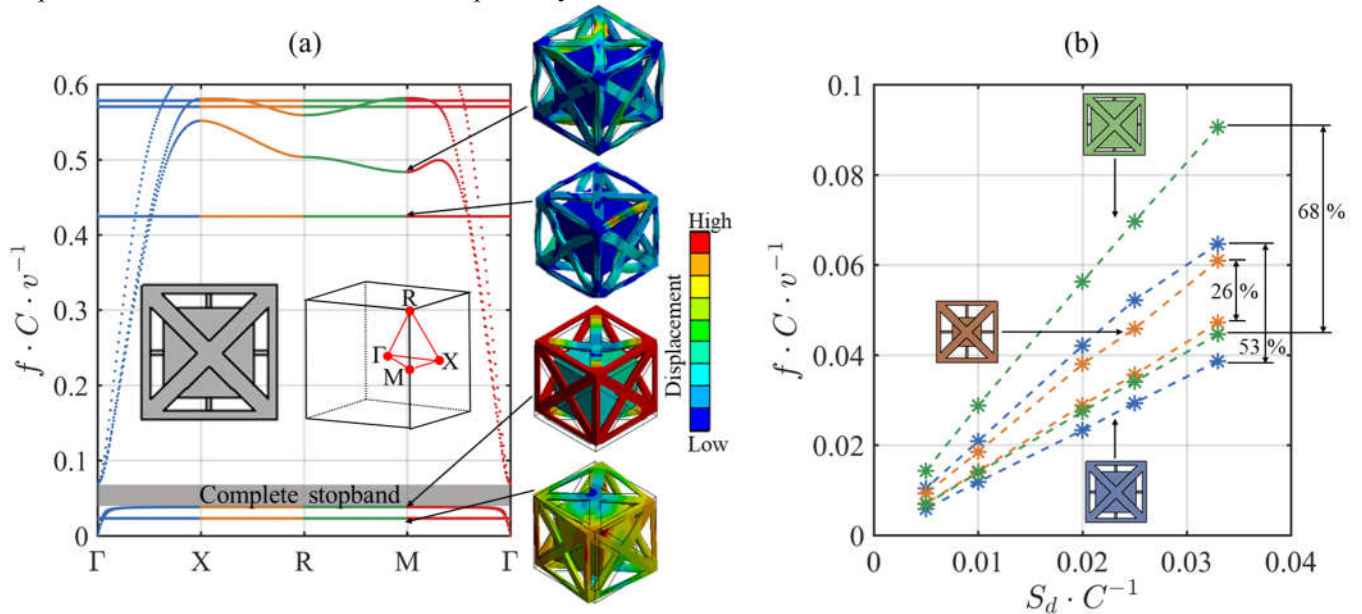 (a)
(b)
0.6
0.5
0.4
0.3
0.2
0.1
0
f · C · v⁻¹
R
Γ
X
M
Complete stopband
Γ
X
R
M
Γ
High
Displacement
Low
0.1
0.08
0.06
0.04
0.02
0
f · C · v⁻¹
68 %
26 %
53 %
0
0.01
0.02
0.03
0.04
S_d · C⁻¹